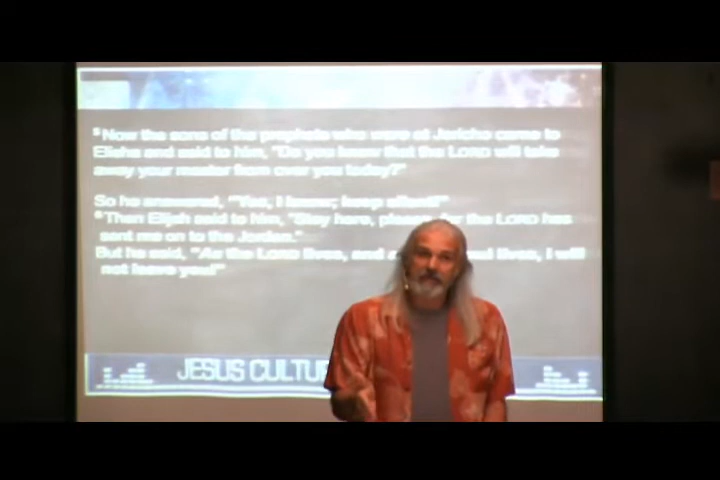 5 Now the sons of the prophets who were at Jericho came to
Elisha and said to him, "Do you know that the LORD will take
away your master from over you today?"
So he answered, "Yes, I know; keep silent!"
6 Then Elijah said to him, "Stay here, please, for the LORD has
sent me on to the Jordan."
But he said, "As the LORD lives, and a soul lives, I will
not leave you!"
JESUS CULTU